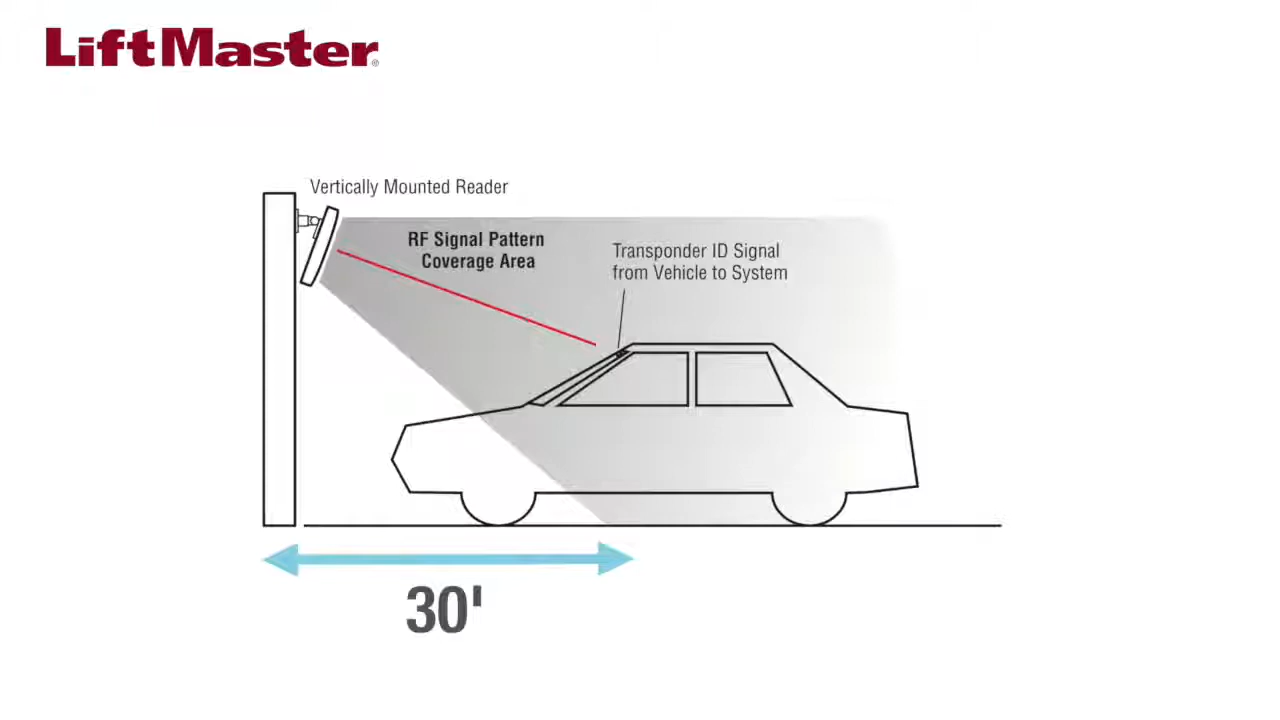 LiftMaster®
Vertically Mounted Reader
RF Signal Pattern
Coverage Area
Transponder ID Signal
from Vehicle to System
30'